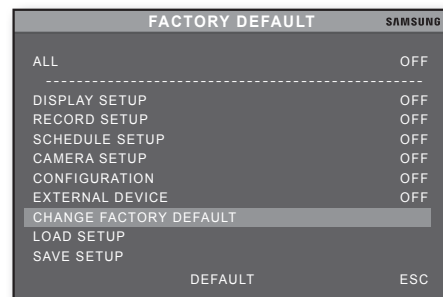 FACTORY DEFAULT SAMSUNG
ALL OFF
------------------------------------------------
DISPLAY SETUP OFF
RECORD SETUP OFF
SCHEDULE SETUP OFF
CAMERA SETUP OFF
CONFIGURATION OFF
EXTERNAL DEVICE OFF
CHANGE FACTORY DEFAULT
LOAD SETUP
SAVE SETUP
DEFAULT ESC